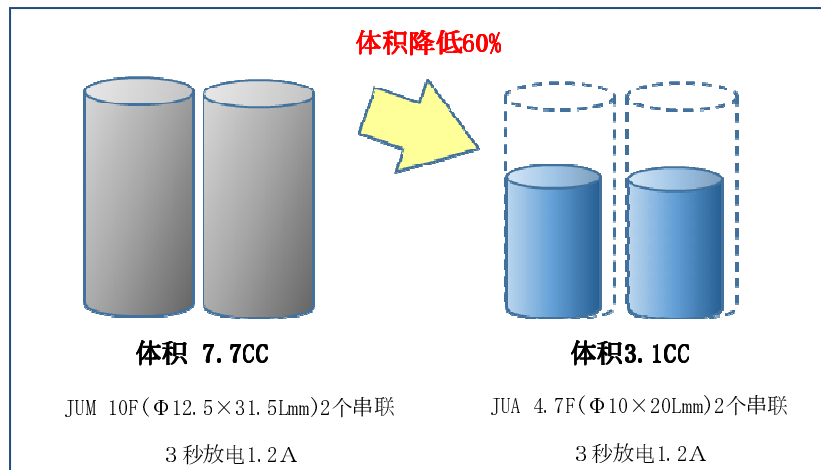 体积降低60%
体积 7.7CC
体积3.1CC
JUM 10F(Φ12.5×31.5Lmm)2个串联
JUA 4.7F(Φ10×20Lmm)2个串联
3秒放电1.2A
3秒放电1.2A